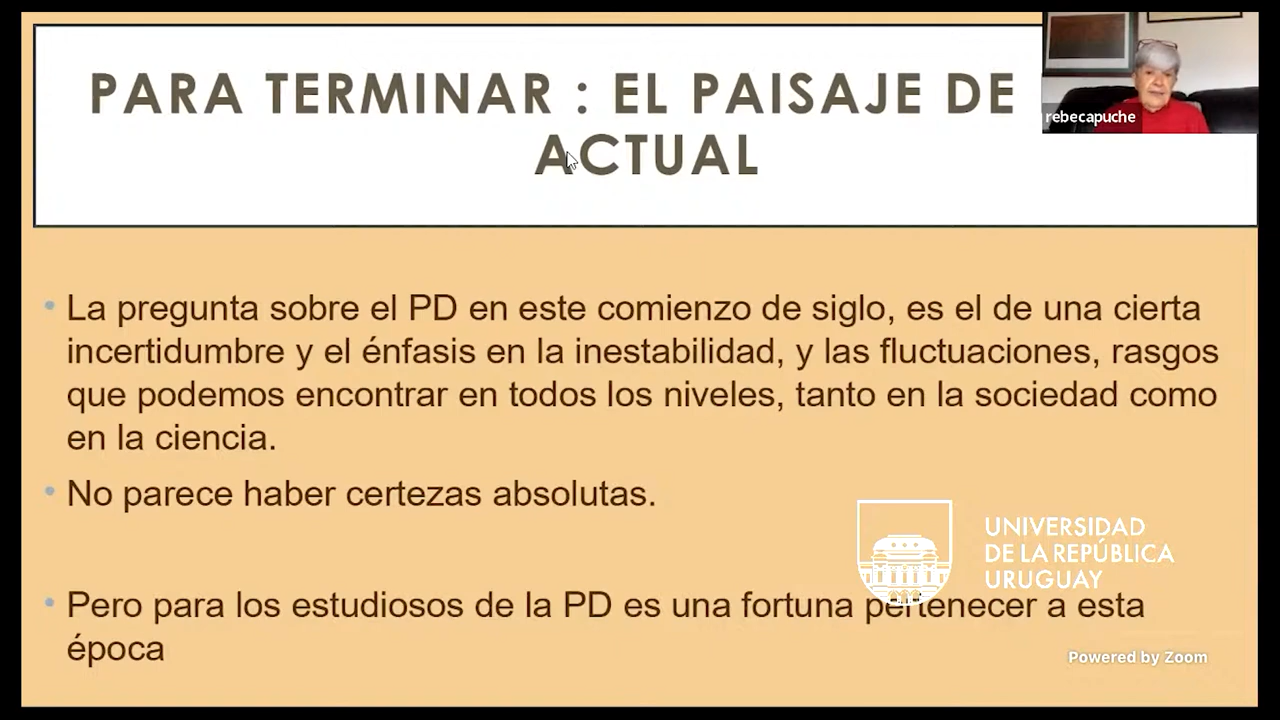 PARA TERMINAR : EL PAISAJE DE
ACTUAL
rebecapuche
La pregunta sobre el PD en este comienzo de siglo, es el de una cierta
incertidumbre y el énfasis en la inestabilidad, y las fluctuaciones, rasgos
que podemos encontrar en todos los niveles, tanto en la sociedad como
en la ciencia.
No parece haber certezas absolutas.
UNIVERSIDAD
DE LA REPÚBLICA
URUGUAY
Pero para los estudiosos de la PD es una fortuna pertenecer a esta
época
Powered by Zoom